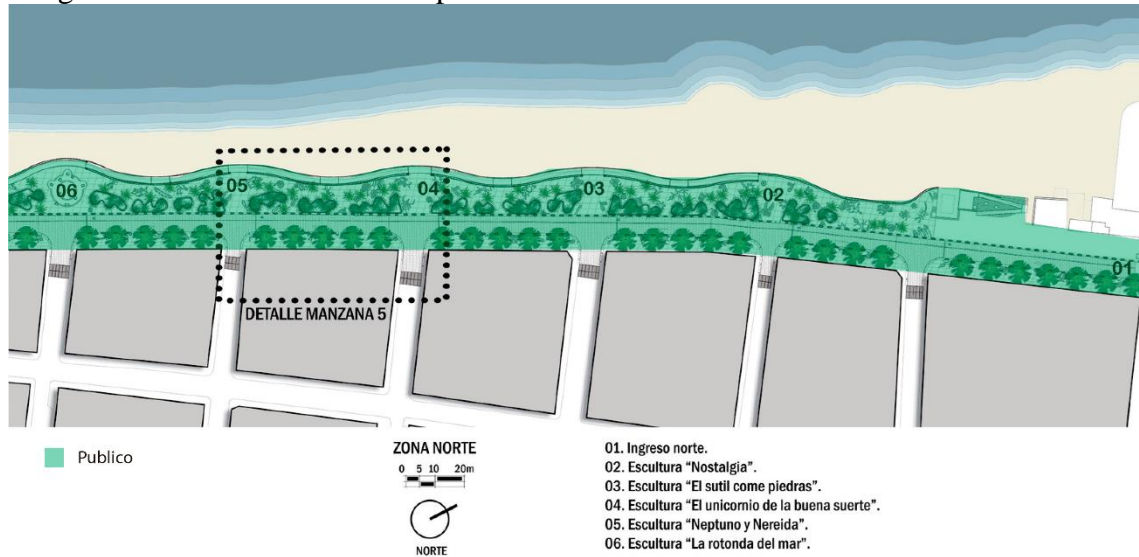 06
05
04
03
02
01
DETALLE MANZANA 5
Publico
ZONA NORTE
0 5 10 20m
NORTE
01. Ingreso norte.
02. Escultura “Nostalgia”.
03. Escultura “El sutil come piedras”.
04. Escultura “El unicornio de la buena suerte”.
05. Escultura “Neptuno y Nereida”.
06. Escultura “La rotonda del mar”.